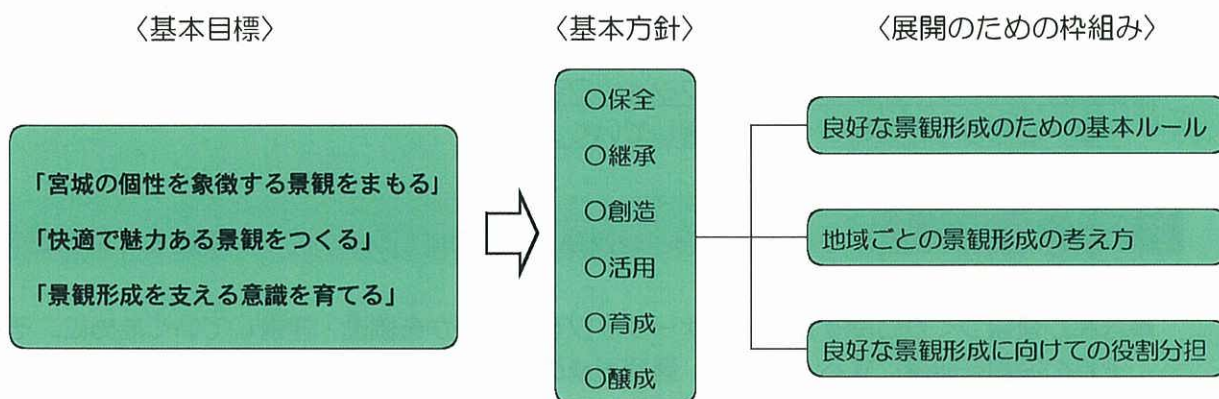 〈基本目標〉
〈基本方針〉
〈展開のための枠組み〉
「宮城の個性を象徴する景観をまもる」
「快適で魅力ある景観をつくる」
「景観形成を支える意識を育てる」
○保全
○継承
○創造
○活用
○育成
○醸成
良好な景観形成のための基本ルール
地域ごとの景観形成の考え方
良好な景観形成に向けての役割分担